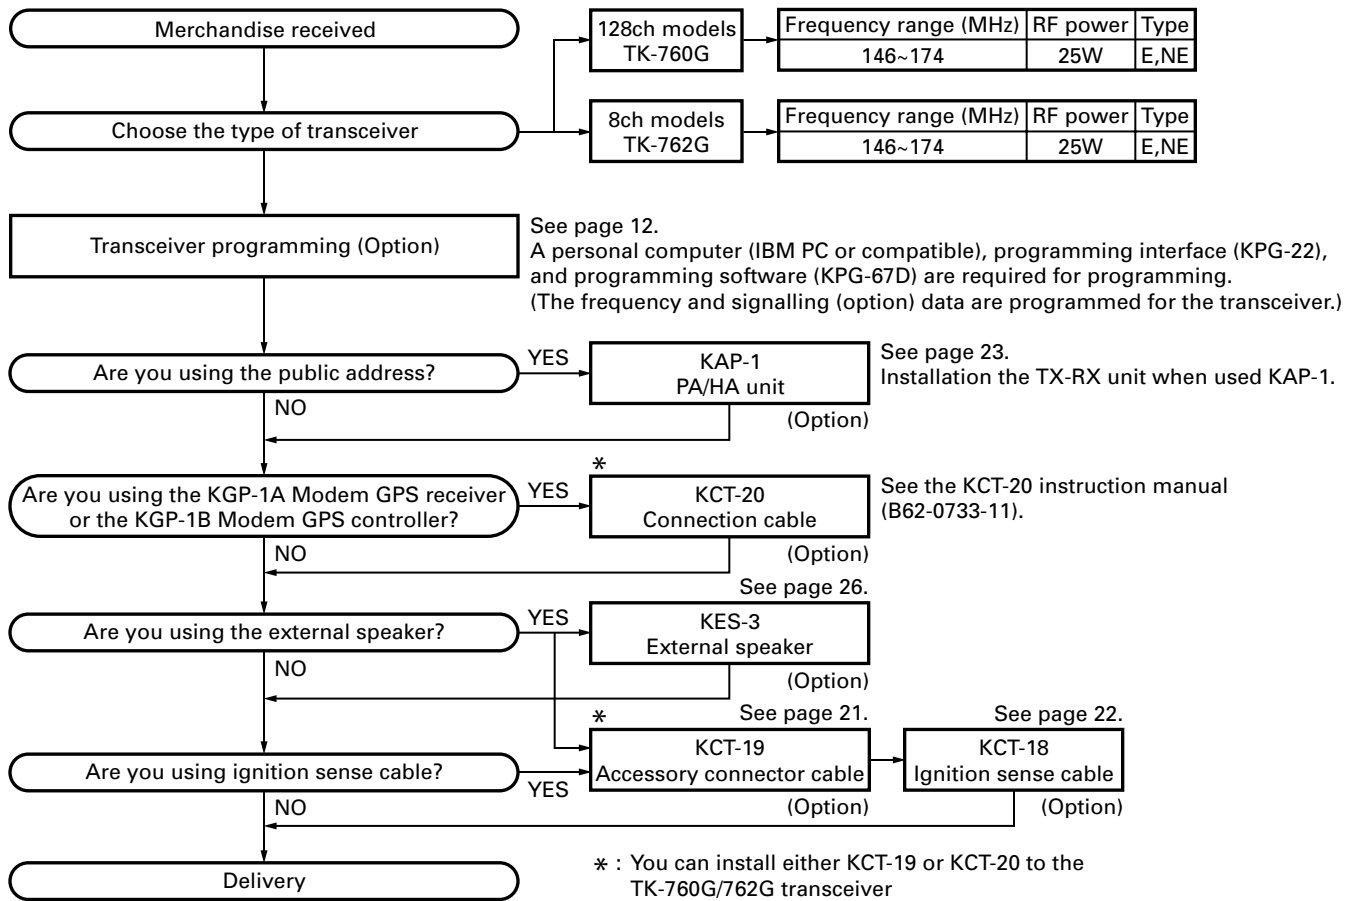 Merchandise received
128ch models
TK-760G
Frequency range (MHz) RF power Type
146~174 25W E,NE
Choose the type of transceiver
8ch models
TK-762G
Frequency range (MHz) RF power Type
146~174 25W E,NE
Transceiver programming (Option)
See page 12.
A personal computer (IBM PC or compatible), programming interface (KPG-22),
and programming software (KPG-67D) are required for programming.
(The frequency and signalling (option) data are programmed for the transceiver.)
Are you using the public address?
YES
NO
KAP-1
PA/HA unit
(Option)
See page 23.
Installation the TX-RX unit when used KAP-1.
Are you using the KGP-1A Modem GPS receiver
or the KGP-1B Modem GPS controller?
YES
NO
*
KCT-20
Connection cable
(Option)
See the KCT-20 instruction manual
(B62-0733-11).
Are you using the external speaker?
YES
NO
See page 26.
KES-3
External speaker
(Option)
Are you using ignition sense cable?
YES
NO
*
See page 21.
KCT-19
Accessory connector cable
(Option)
See page 22.
KCT-18
Ignition sense cable
(Option)
Delivery
* : You can install either KCT-19 or KCT-20 to the
TK-760G/762G transceiver